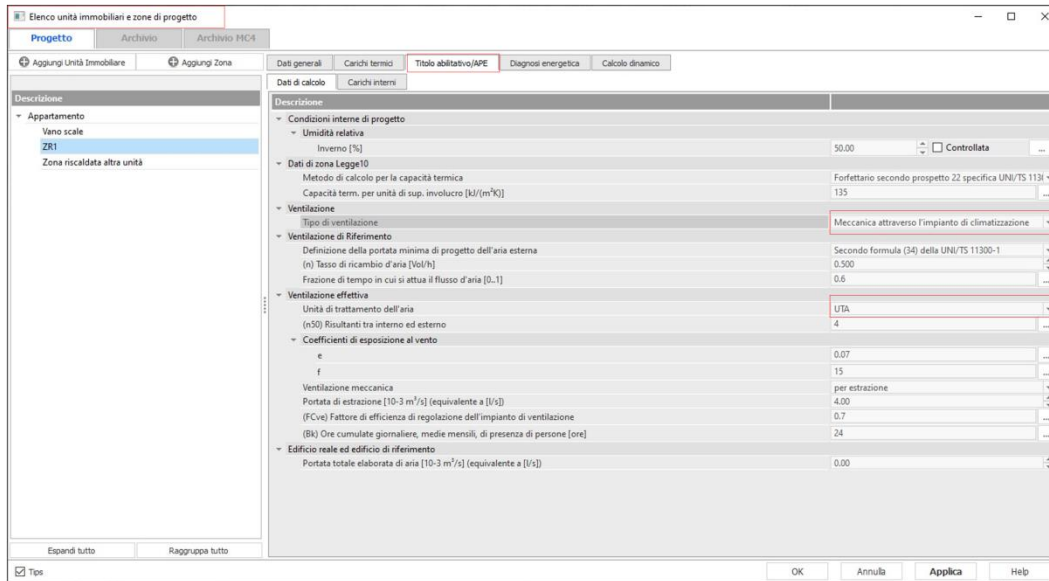 Elenco unità immobiliari e zone di progetto
Progetto Archivio Archivio MC4
Aggiungi Unità Immobiliare Aggiungi Zona
Dati generali Carichi termici Titolo abilitativo/APE Diagnosi energetica Calcolo dinamico
Dati di calcolo Carichi interni
Descrizione
Appartamento
Vano scale
ZR1
Zona riscaldata altra unità
Descrizione
Condizioni interne di progetto
Umidità relativa
Inverno [%] 50.00 Controllata ...
Dati di zona Legge10
Metodo di calcolo per la capacità termica Forfettario secondo prospetto 22 specifica UNI/TS
Capacità term. per unità di sup. involucro [kJ/(m²K)] 135 ...
Ventilazione
Tipo di ventilazione Meccanica attraverso l'impianto di climatizzazione
Ventilazione di Riferimento
Definizione della portata minima di progetto dell'aria esterna Secondo formula (34) della UNI/TS 11300-1
(n) Tasso di ricambio d'aria [Vol/h] 0.500
Frazione di tempo in cui si attua il flusso d'aria [0..1] 0.6 ...
Ventilazione effettiva
Unità di trattamento dell'aria UTA
(n50) Risultanti tra interno ed esterno 4 ...
Coefficienti di esposizione al vento
e 0.07 ...
f 15 ...
Ventilazione meccanica per estrazione
Portata di estrazione [10-3 m³/s] (equivalente a [l/s]) 4.00
(FCve) Fattore di efficienza di regolazione dell'impianto di ventilazione 0.7 ...
(Bk) Ore cumulate giornaliere, medie mensili, di presenza di persone [ore] 24 ...
Edificio reale ed edificio di riferimento
Portata totale elaborata di aria [10-3 m³/s] (equivalente a [l/s]) 0.00
Espandi tutto Raggruppa tutto
Tips OK Annulla Applica Help